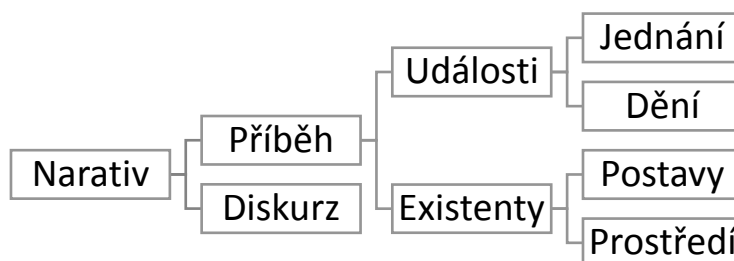 Narativ
Příběh
Diskurz
Události
Existenty
Jednání
Dění
Postavy
Prostředí